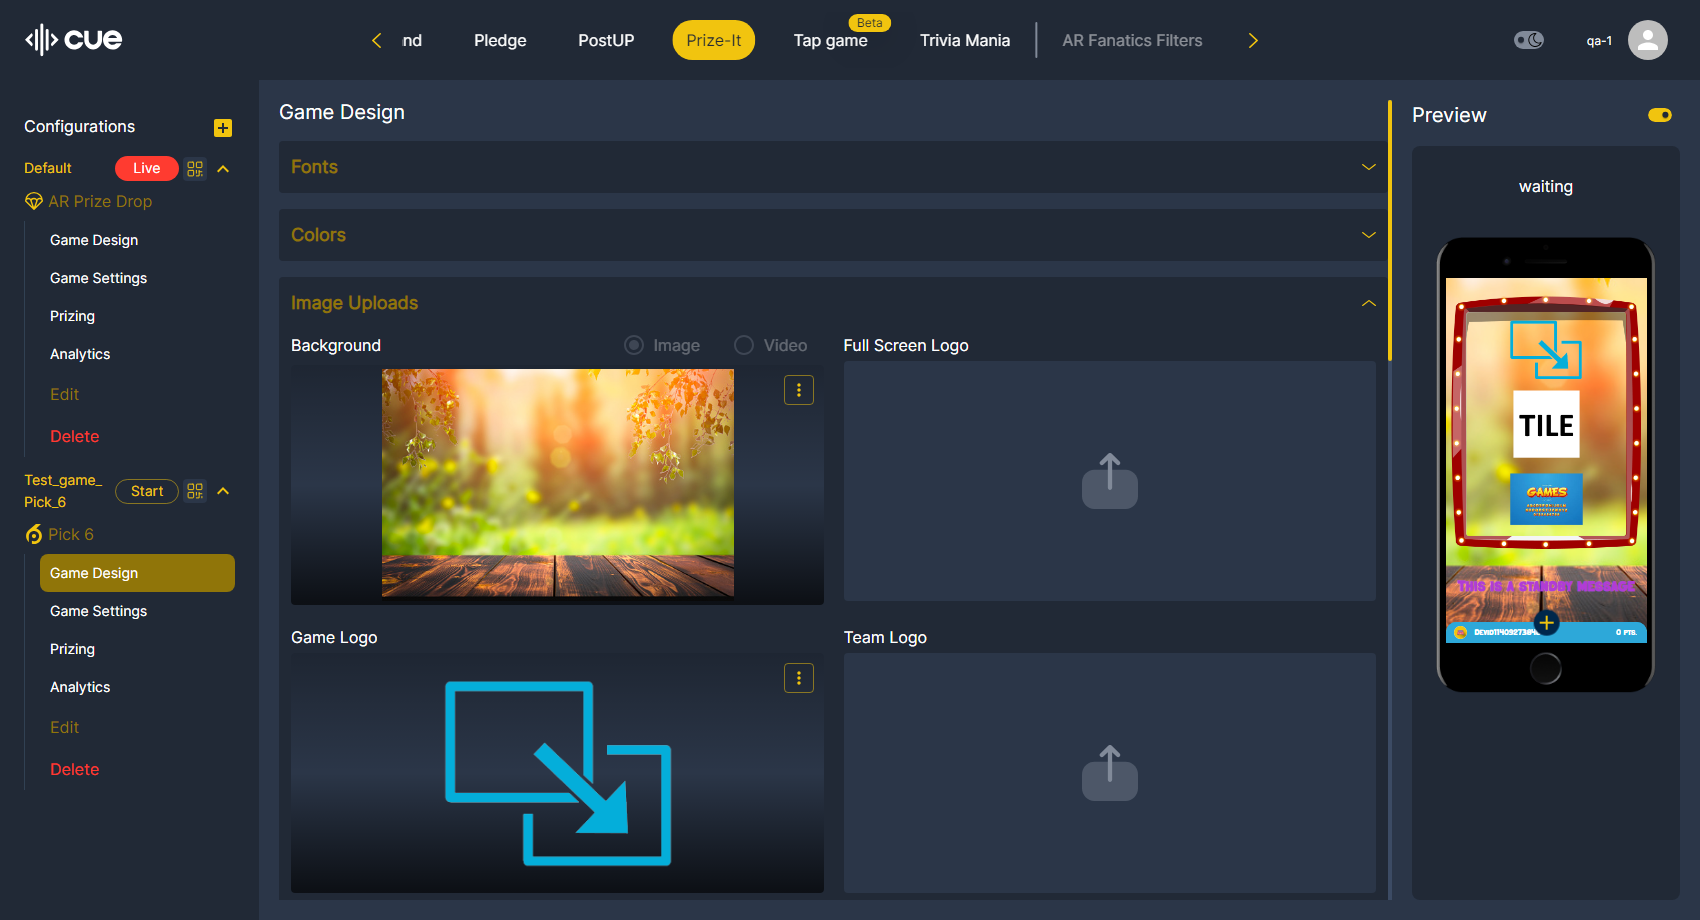 cue
nd
Pledge
PostUP
Prize-It
Beta
Tap game
Trivia Mania
AR Fanatics Filters
qa-1
Configurations
Default
Live
AR Prize Drop
Game Design
Game Settings
Prizing
Analytics
Edit
Delete
Test_game_
Pick_6
Start
Pick 6
Game Design
Game Settings
Prizing
Analytics
Edit
Delete
Game Design
Fonts
Colors
Image Uploads
Background
Image
Video
Full Screen Logo
Game Logo
Team Logo
Preview
waiting
TILE
GAMES
THIS IS A STANDBY MESSAGE
0 PTS.